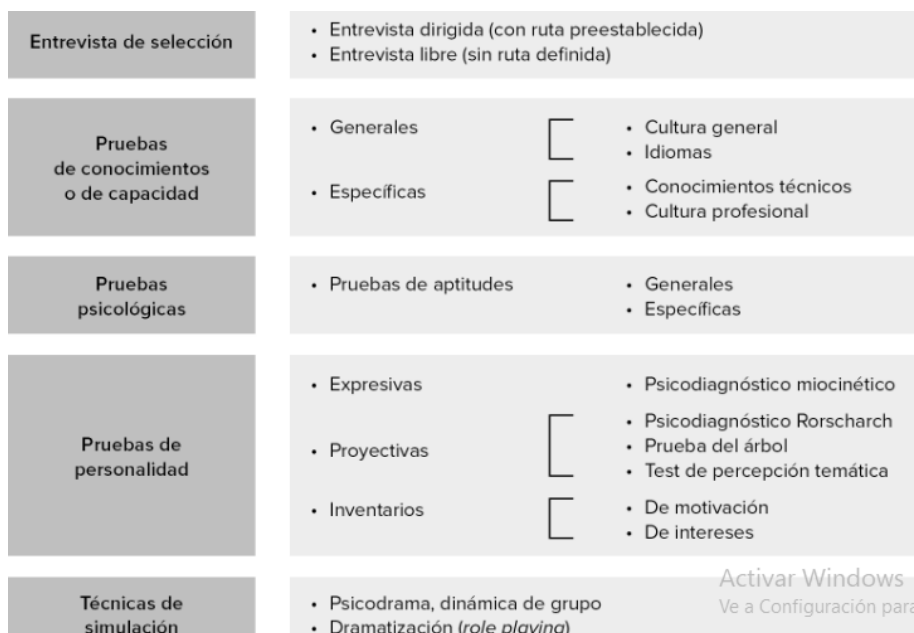 Entrevista de selección
• Entrevista dirigida (con ruta preestablecida)
• Entrevista libre (sin ruta definida)
Pruebas
de conocimientos
o de capacidad
• Generales
• Cultura general
• Idiomas
• Específicas
• Conocimientos técnicos
• Cultura profesional
Pruebas
psicológicas
• Pruebas de aptitudes
• Generales
• Específicas
Pruebas de
personalidad
• Expresivas
• Psicodiagnóstico miocinético
• Proyectivas
• Psicodiagnóstico Rorscharch
• Prueba del árbol
• Test de percepción temática
• Inventarios
• De motivación
• De intereses
Técnicas de
simulación
• Psicodrama, dinámica de grupo
• Dramatización (role playing)
Activar Windows
Ve a Configuración para